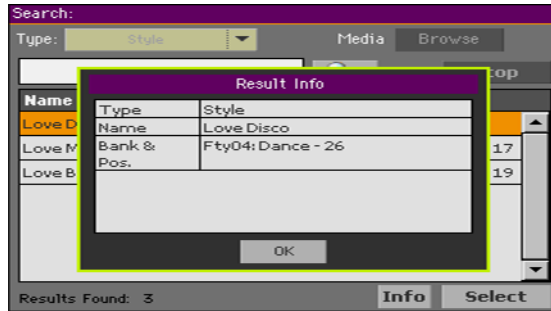 Search:
Type: Style Media Browse
top
Result Info
Name
Type Style
Love D
Name Love Disco
Love M
Bank & Fty04: Dance - 26
17
Pos.
Love B
19
OK
Results Found: 3 Info Select